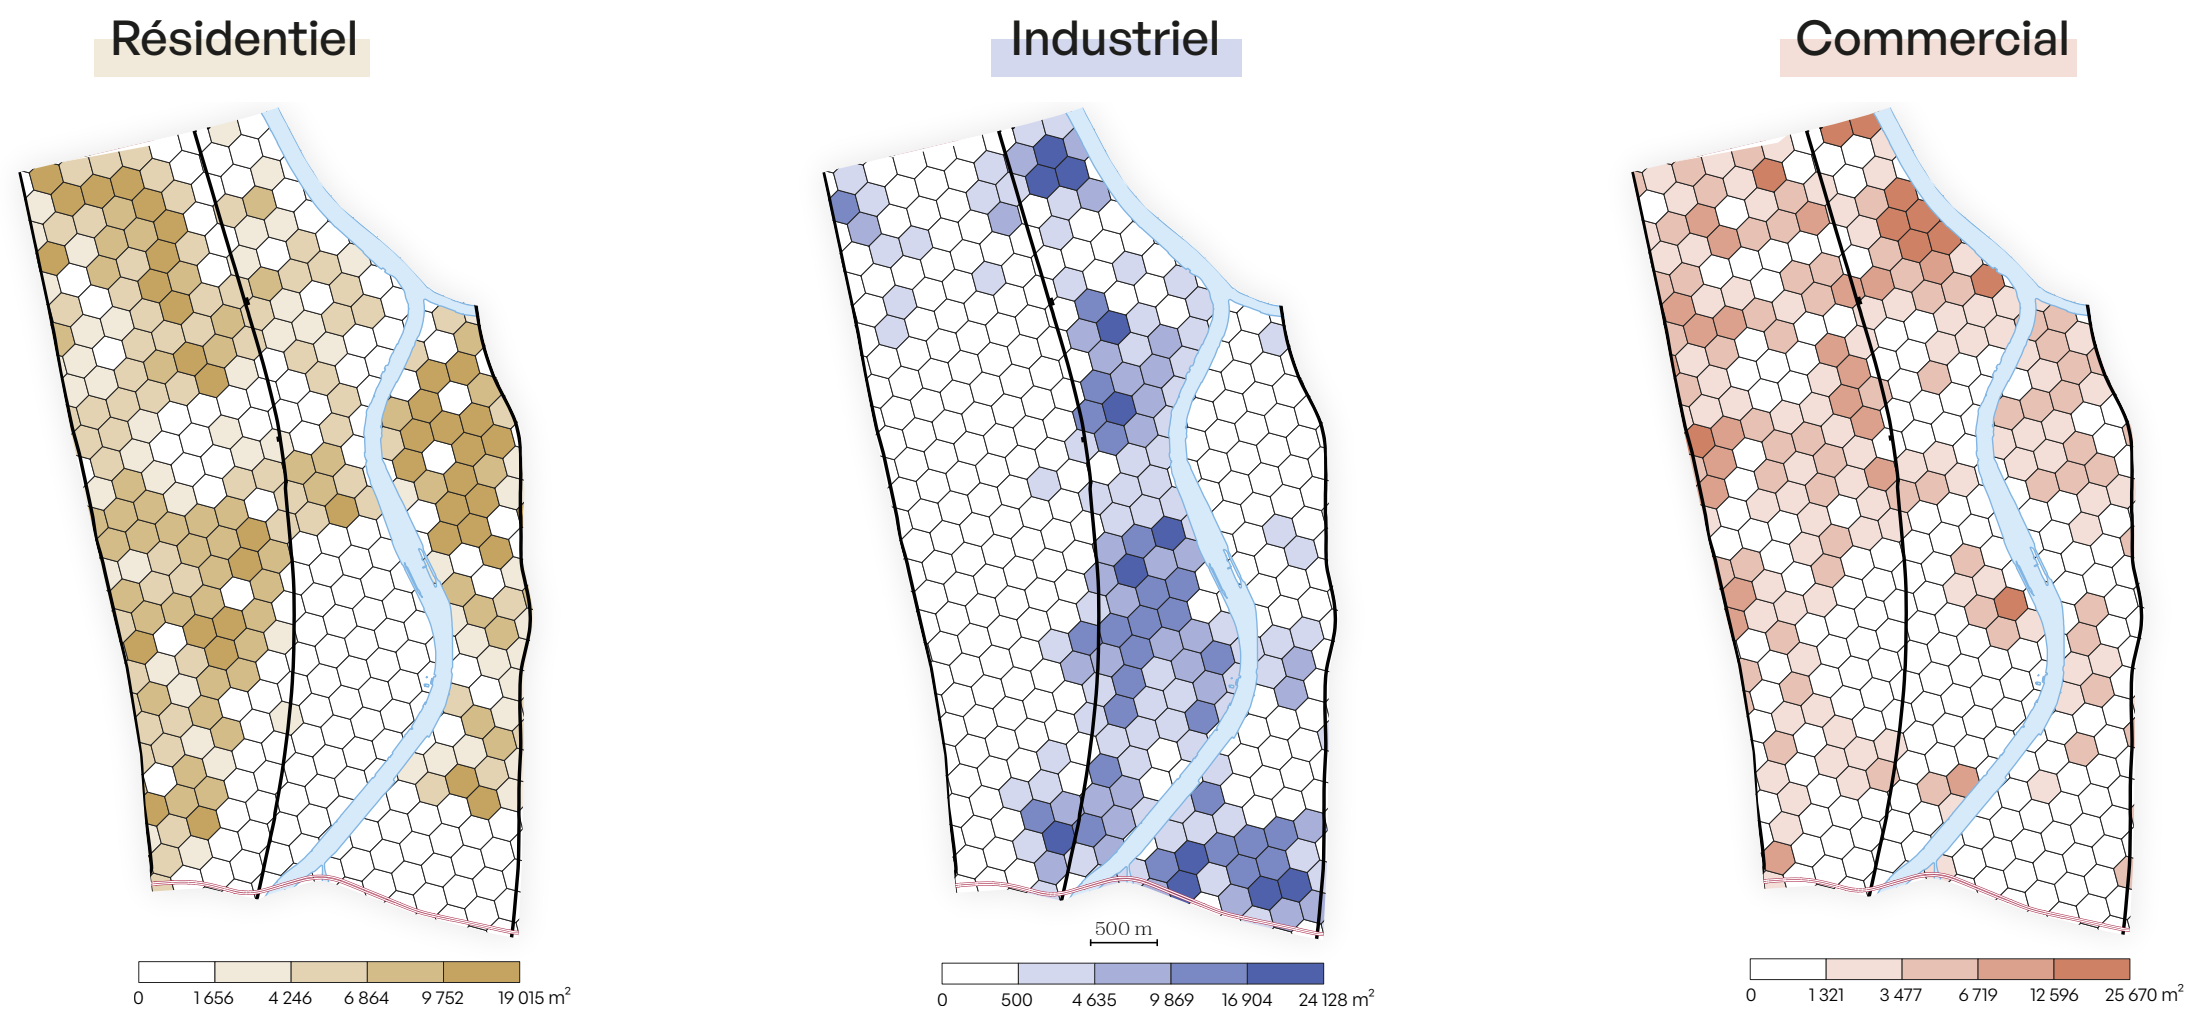 Résidentiel
Industriel
Commercial
500 m
0 1 656 4 246 6 864 9 752 19 015 m²
0 500 4 635 9 869 16 904 24 128 m²
0 1 321 3 477 6 719 12 596 25 670 m²